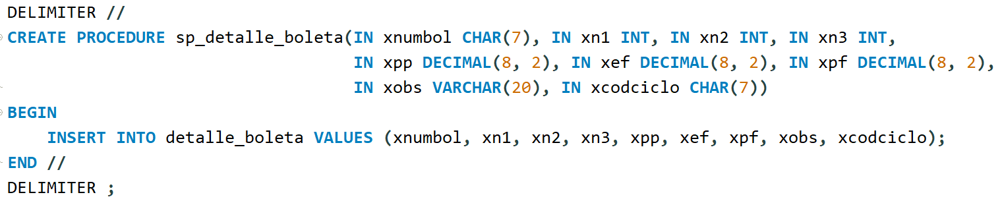 DELIMITER //
CREATE PROCEDURE sp_detalle_boleta(IN xnumbol CHAR(7), IN xn1 INT, IN xn2 INT, IN xn3 INT,
IN xpp DECIMAL(8, 2), IN xef DECIMAL(8, 2), IN xpf DECIMAL(8, 2),
IN xobs VARCHAR(20), IN xcodciclo CHAR(7))
BEGIN
INSERT INTO detalle_boleta VALUES (xnumbol, xn1, xn2, xn3, xpp, xef, xpf, xobs, xcodciclo);
END //
DELIMITER ;